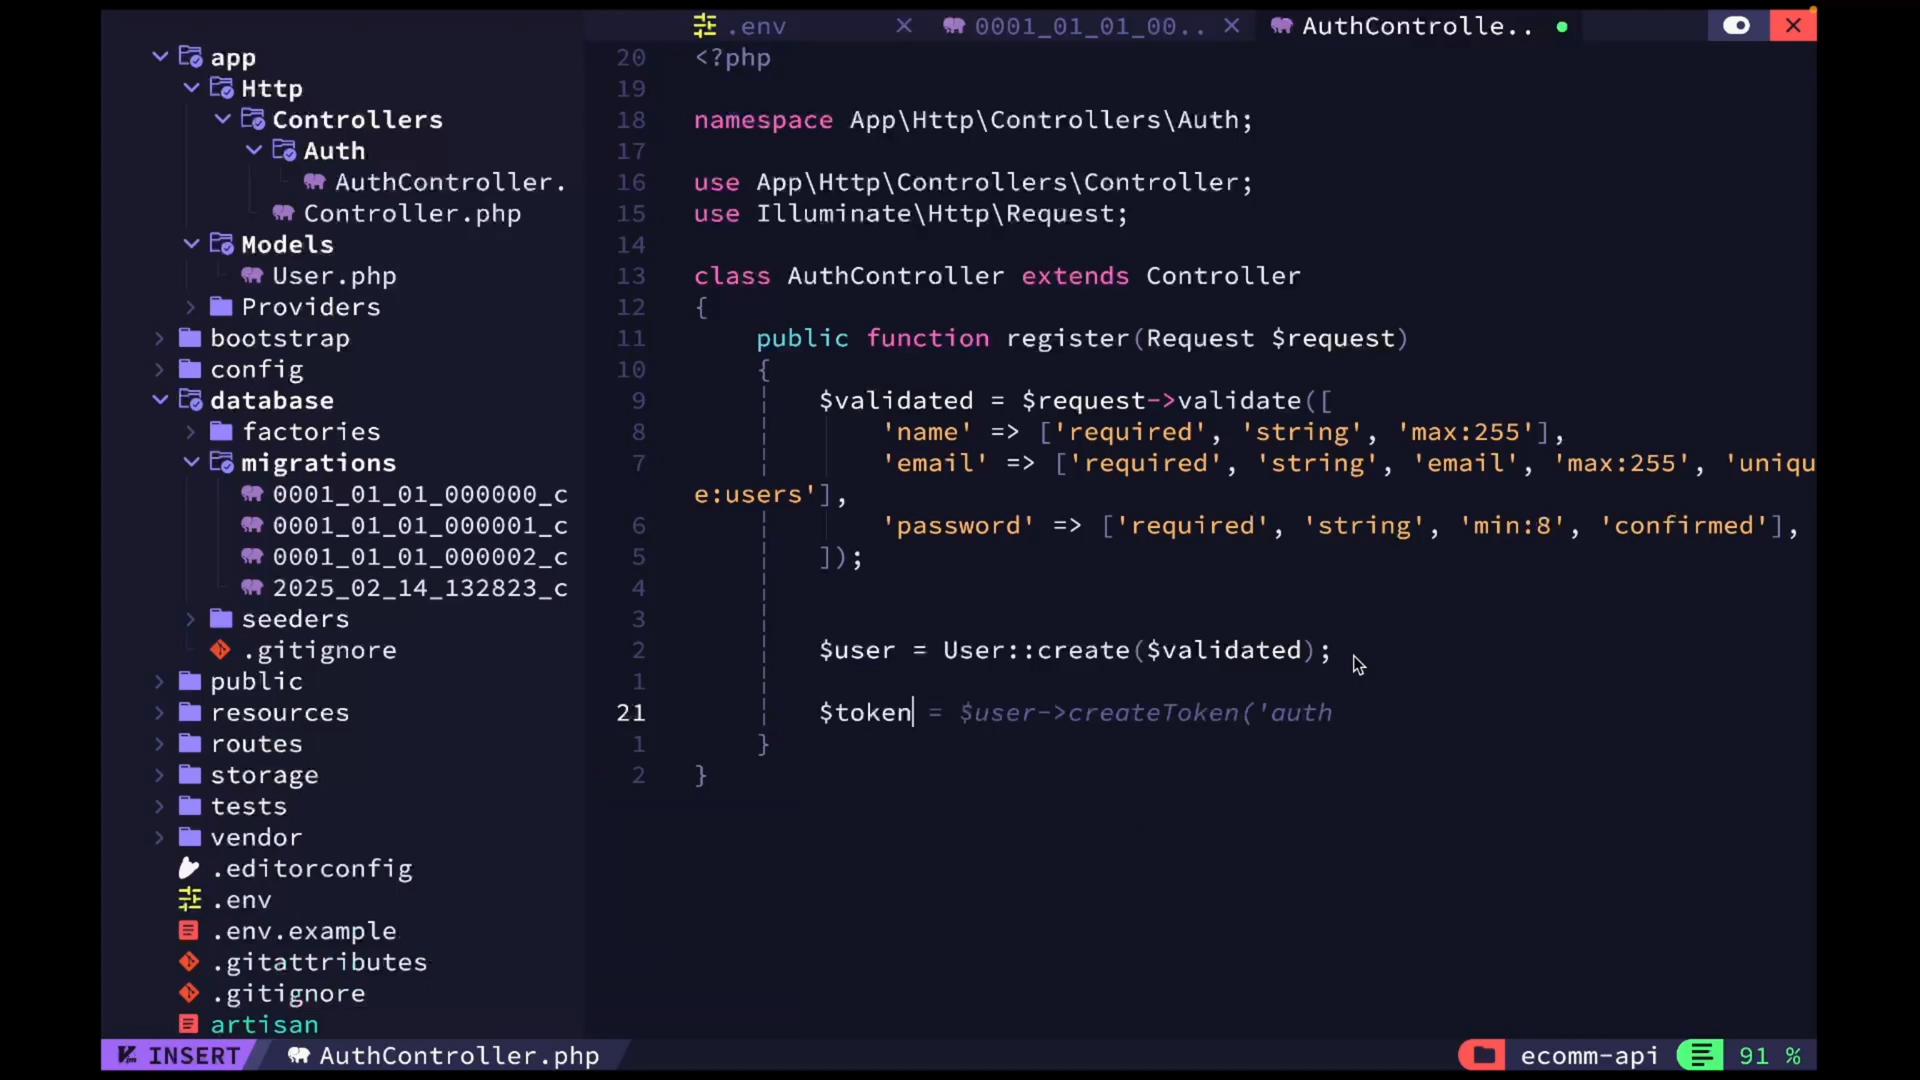 .env
0001_01_01_00..
AuthControlle..
app
Http
Controllers
Auth
AuthController.
Controller.php
Models
User.php
Providers
bootstrap
config
database
factories
migrations
0001_01_01_000000_c
0001_01_01_000001_c
0001_01_01_000002_c
2025_02_14_132823_c
seeders
.gitignore
public
resources
routes
storage
tests
vendor
.editorconfig
.env
.env.example
.gitattributes
.gitignore
artisan
20 <?php
19
18 namespace App\Http\Controllers\Auth;
17
16 use App\Http\Controllers\Controller;
15 use Illuminate\Http\Request;
14
13 class AuthController extends Controller
12 {
11 public function register(Request $request)
10 {
9 $validated = $request->validate([
8 'name' => ['required', 'string', 'max:255'],
7 'email' => ['required', 'string', 'email', 'max:255', 'uniqu
e:users'],
6 'password' => ['required', 'string', 'min:8', 'confirmed'],
5 ]);
4
3
2 $user = User::create($validated);
1
21 $token = $user->createToken('auth
1 }
2 }
INSERT AuthController.php ecomm-api 91 %